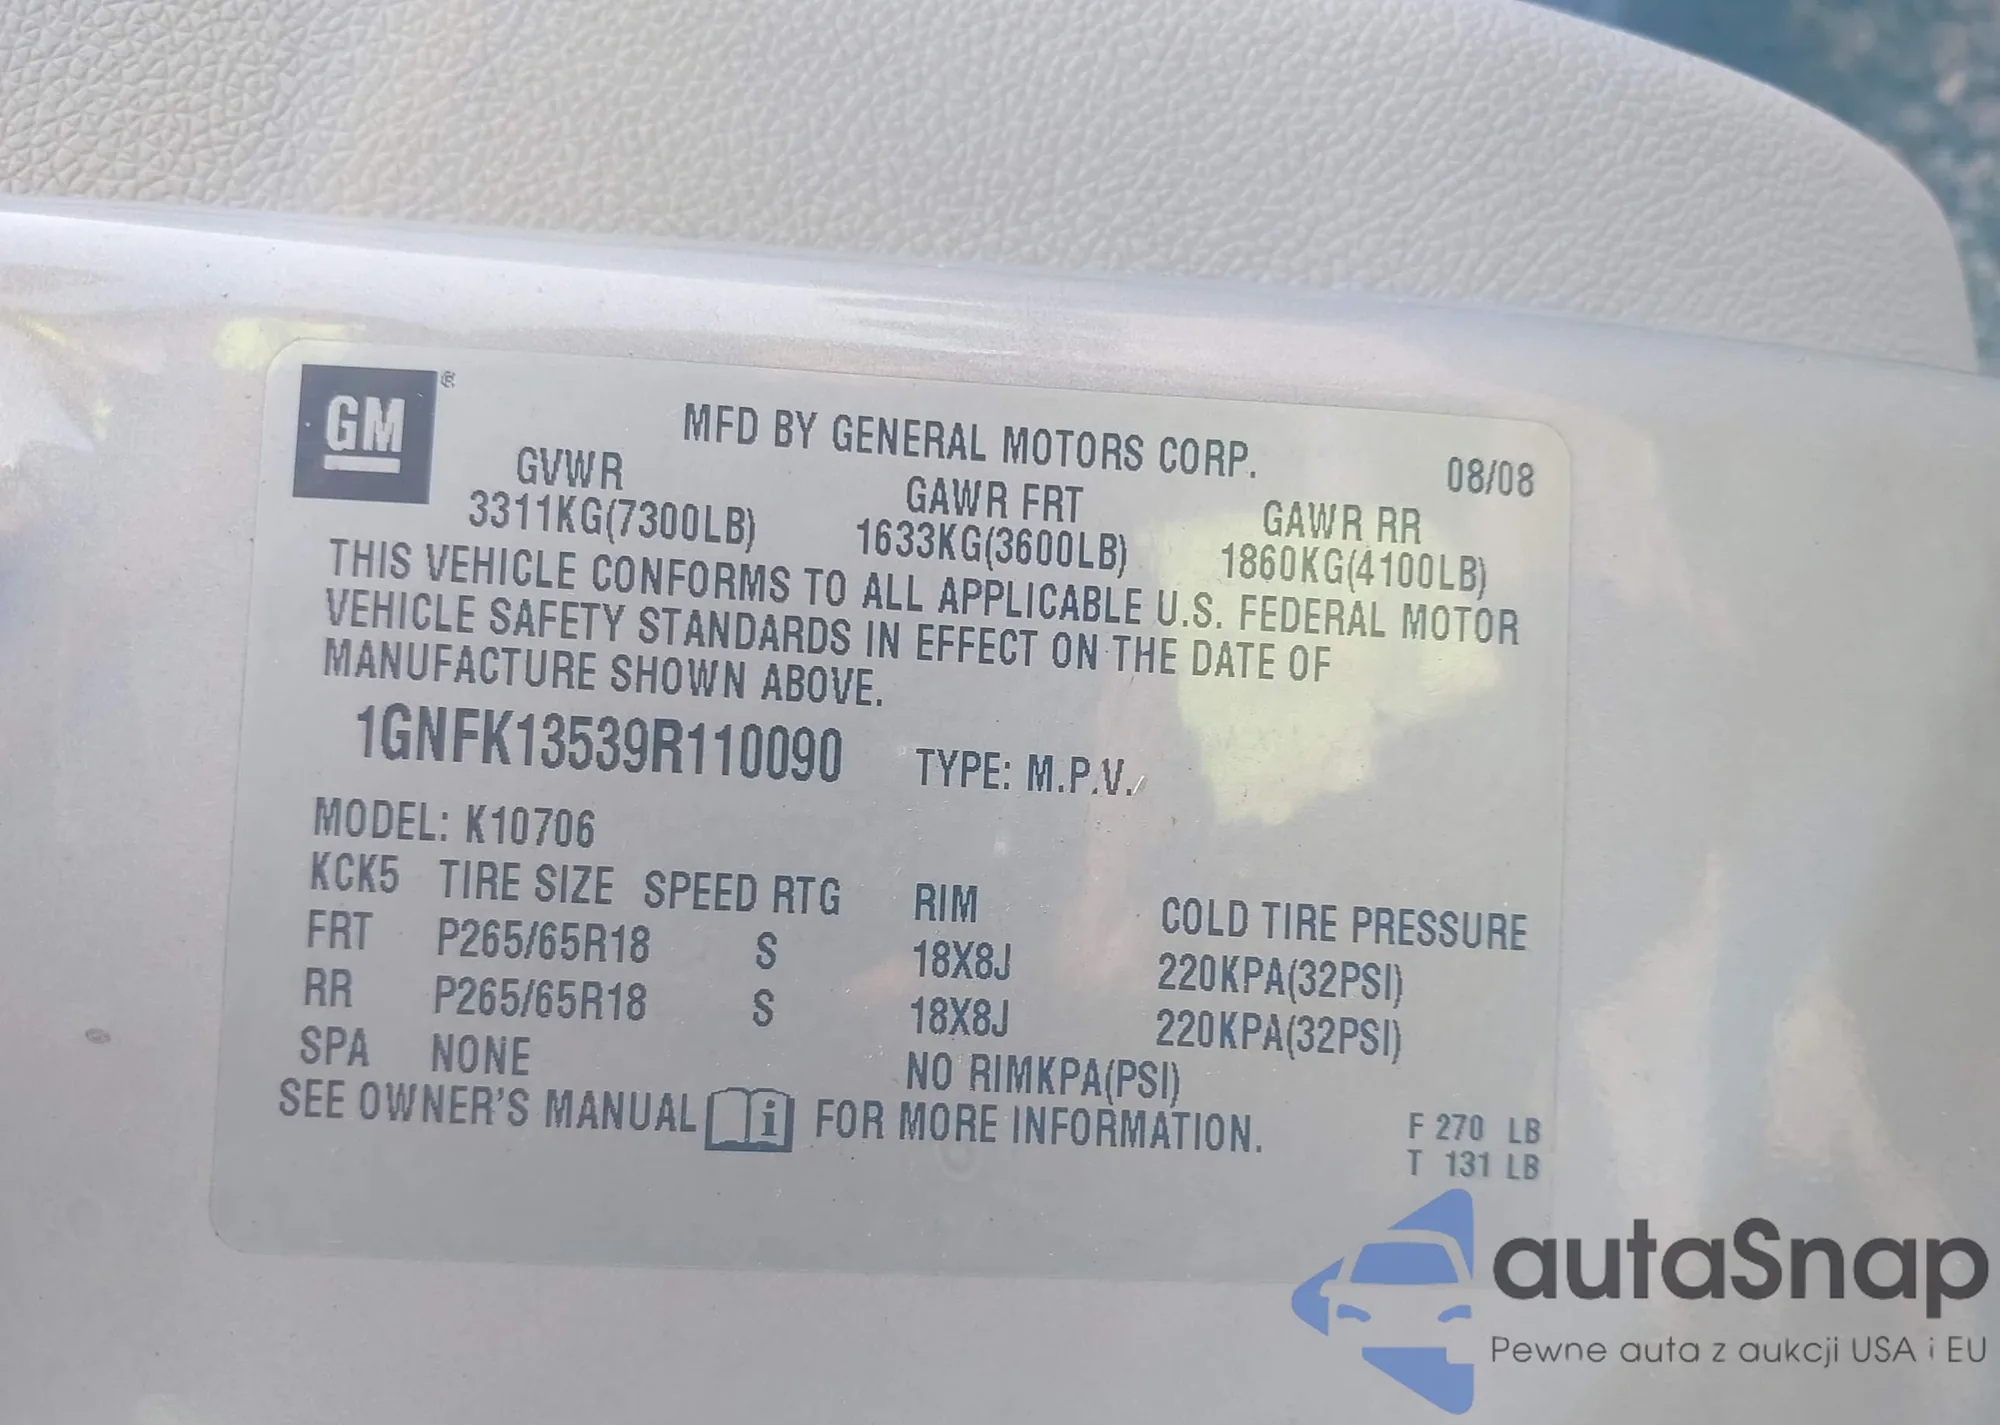 GM ®
MFD BY GENERAL MOTORS CORP.
08/08
GVWR GAWR FRT GAWR RR
3311KG(7300LB) 1633KG(3600LB) 1860KG(4100LB)
THIS VEHICLE CONFORMS TO ALL APPLICABLE U.S. FEDERAL MOTOR
VEHICLE SAFETY STANDARDS IN EFFECT ON THE DATE OF
MANUFACTURE SHOWN ABOVE.
1GNFK13539R110090 TYPE: M.P.V.
MODEL: K10706
KCK5 TIRE SIZE SPEED RTG RIM COLD TIRE PRESSURE
FRT P265/65R18 S 18X8J 220KPA(32PSI)
RR P265/65R18 S 18X8J 220KPA(32PSI)
SPA NONE NO RIMKPA(PSI)
SEE OWNER'S MANUAL i FOR MORE INFORMATION.
F 270 LB
T 131 LB
autaSnap
Pewne auta z aukcji USA i EU